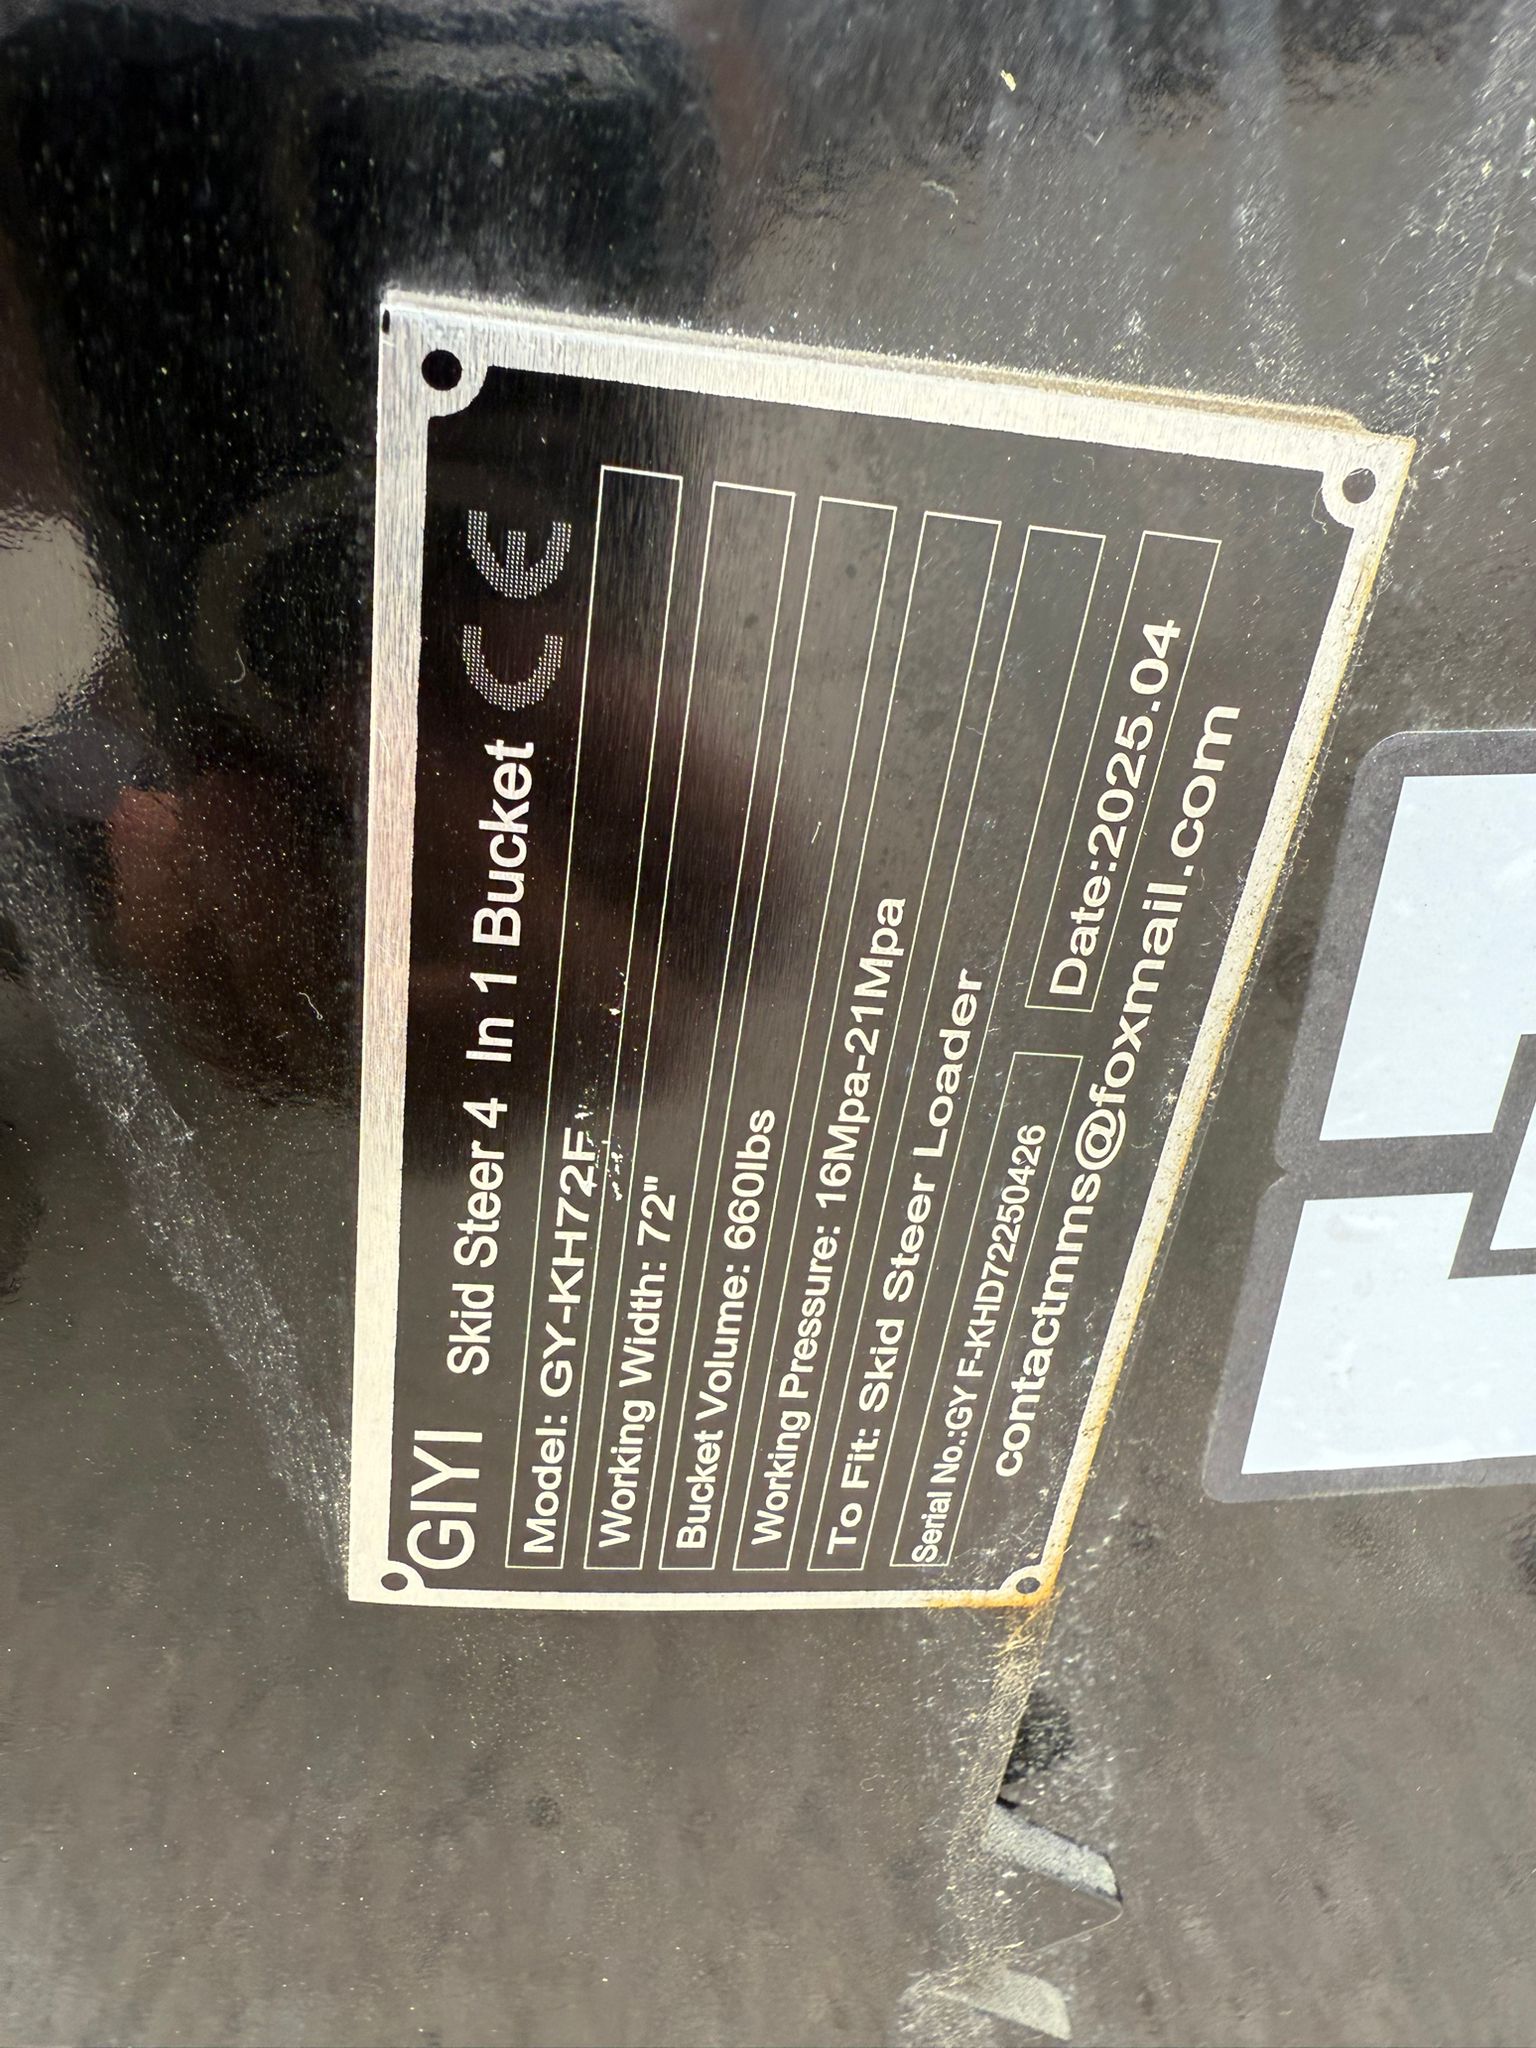 GIYI Skid Steer 4 In 1 Bucket CE
Model: GY-KH72F
Working Width: 72"
Bucket Volume: 660lbs
Working Pressure: 16Mpa-21Mpa
To Fit: Skid Steer Loader
Serial No.:GY F-KHD72250426 Date:2025.04
contactmms@foxmail.com